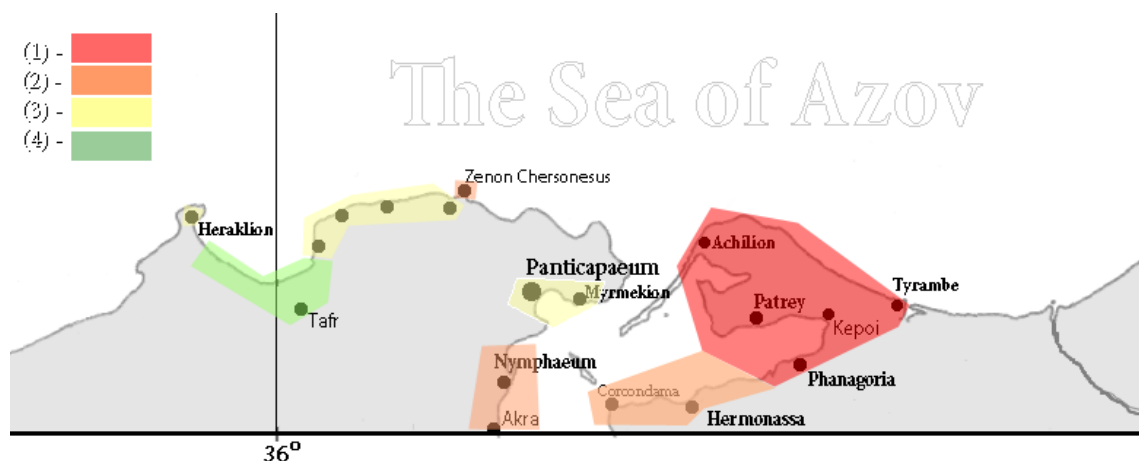 (1) -
(2) -
(3) -
(4) -
The Sea of Azov
Zenon Chersonesus
Heraklion
Achilion
Panticapaeum
Myrmekion
Tyrambe
Patrey
Kepoi
Tafr
Nymphaeum
Phanagoria
Corcondama
Akra
Hermonassa
36°